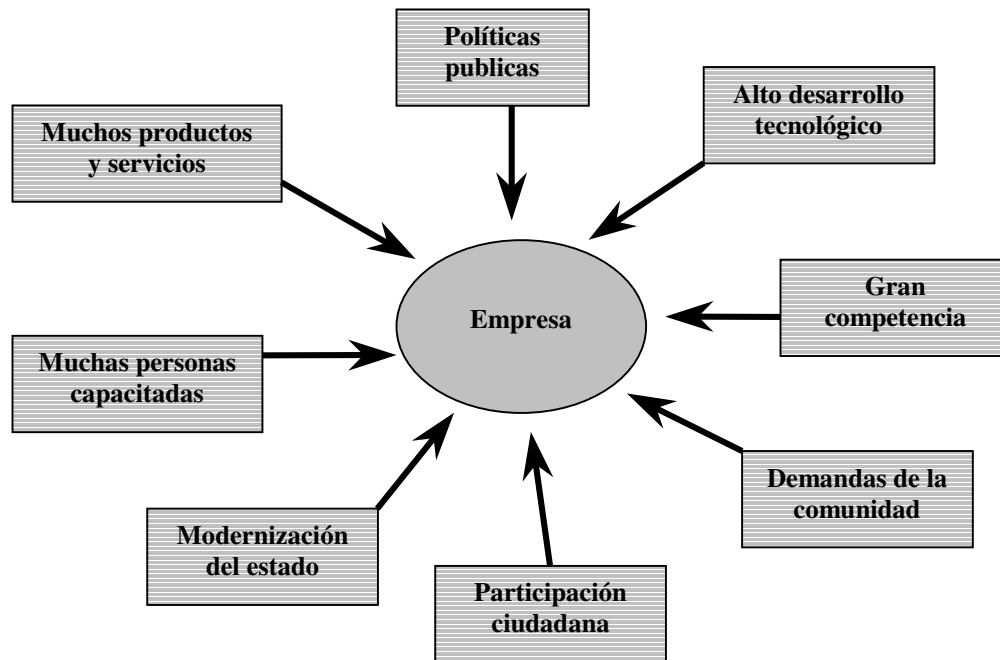 Políticas
publicas
Alto desarrollo
tecnológico
Muchos productos
y servicios
Gran
competencia
Empresa
Muchas personas
capacitadas
Demandas de la
comunidad
Modernización
del estado
Participación
ciudadana